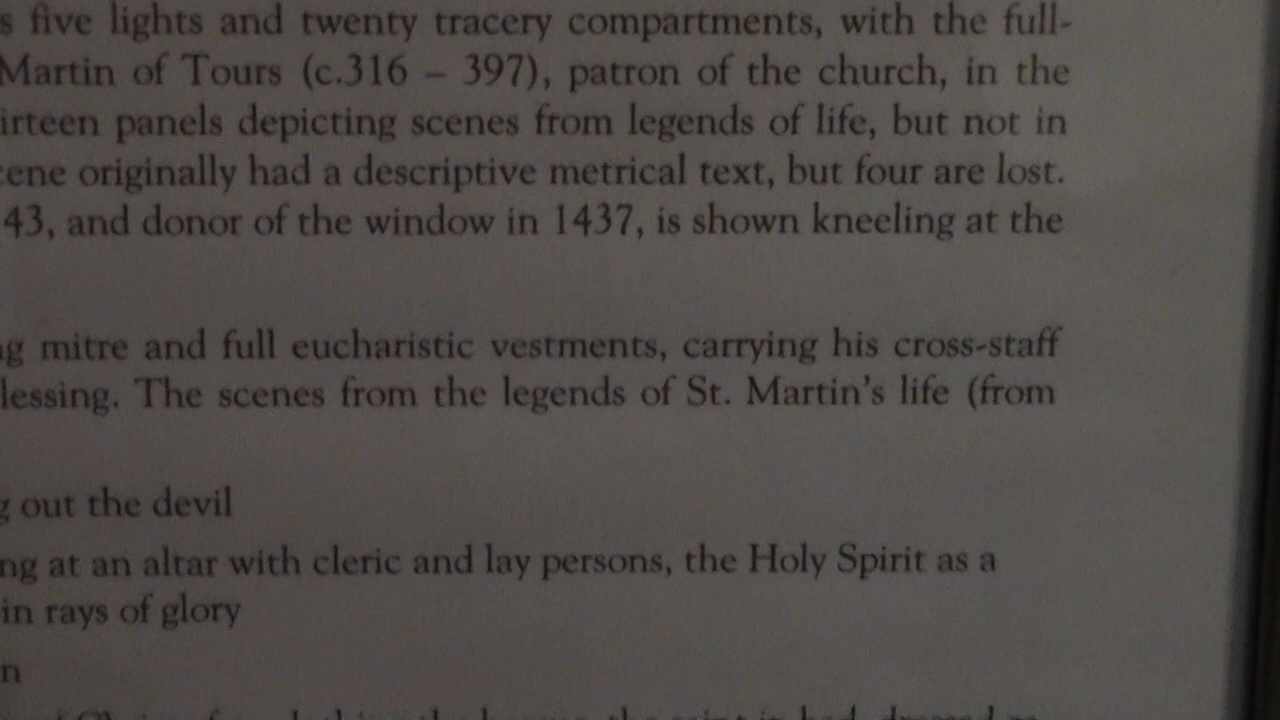 s five lights and twenty tracery compartments, with the full-
Martin of Tours (c.316 – 397), patron of the church, in the
irteen panels depicting scenes from legends of life, but not in
cene originally had a descriptive metrical text, but four are lost.
43, and donor of the window in 1437, is shown kneeling at the
ng mitre and full eucharistic vestments, carrying his cross-staff
lessing. The scenes from the legends of St. Martin's life (from
g out the devil
ng at an altar with cleric and lay persons, the Holy Spirit as a
in rays of glory
n